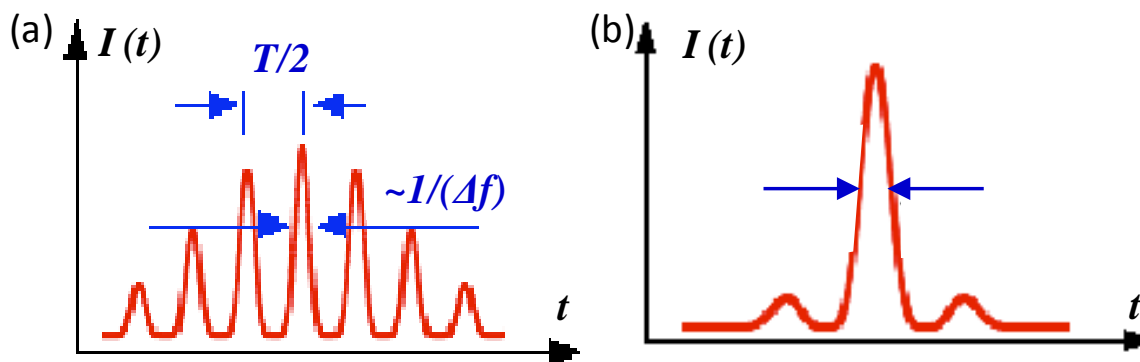 (a)
I (t)
T/2
~1/(Δf)
t
(b)
I (t)
t